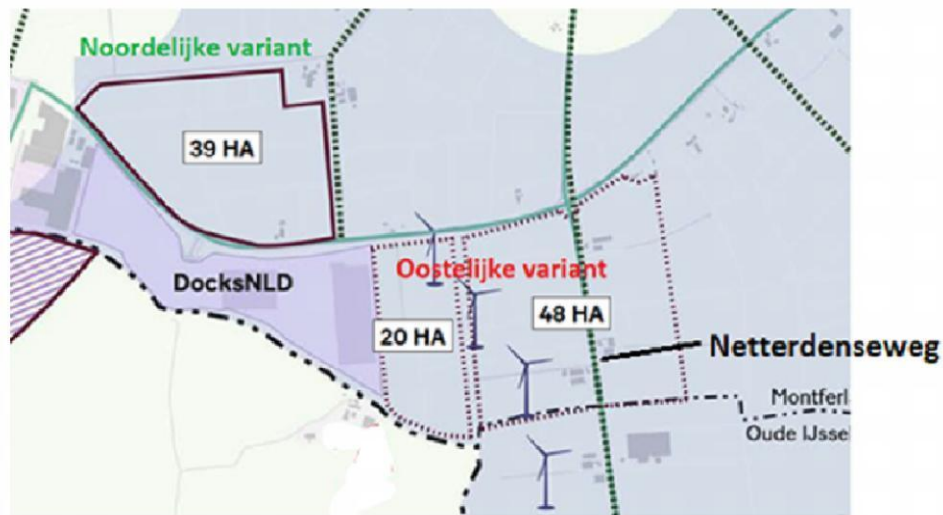 Noordelijke variant
39 HA
DocksNLD
Oostelijke variant
20 HA
48 HA
Netterdenseweg
Montferl
Oude IJssel